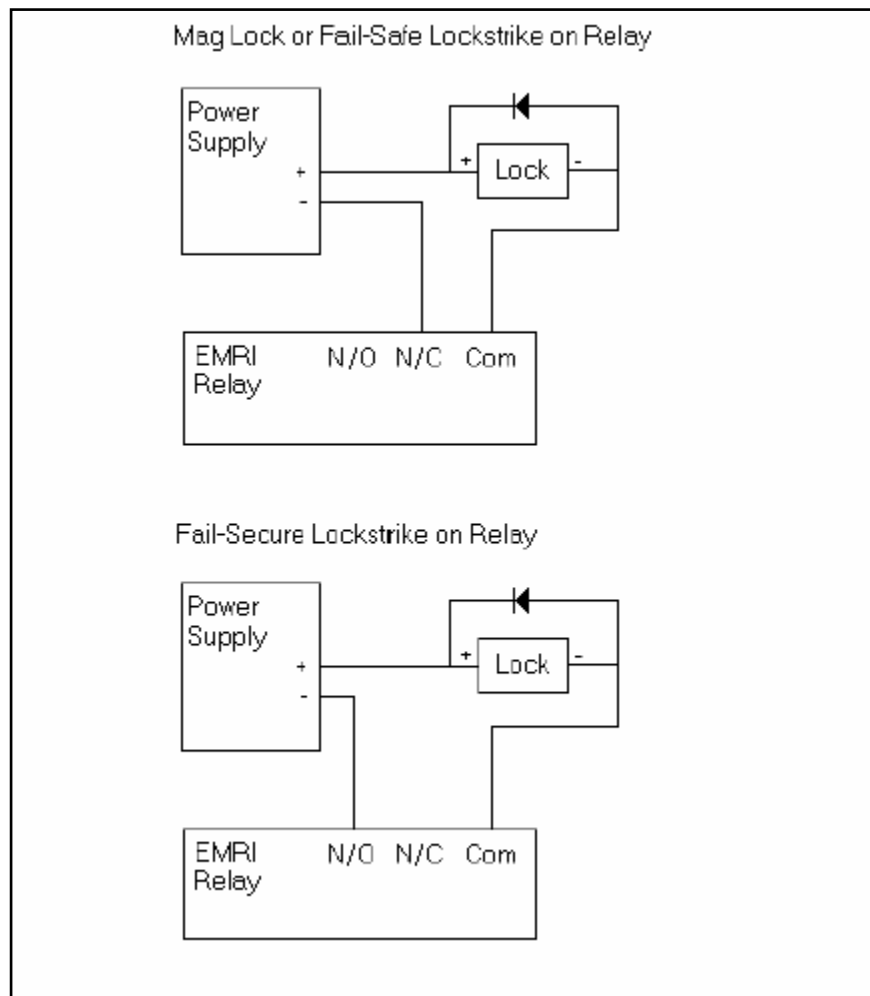 Mag Lock or Fail-Safe Lockstrike on Relay
Power
Supply
+
-
+ Lock -
EMRI
Relay
N/O N/C Com
Fail-Secure Lockstrike on Relay
Power
Supply
+
-
+ Lock -
EMRI
Relay
N/O N/C Com